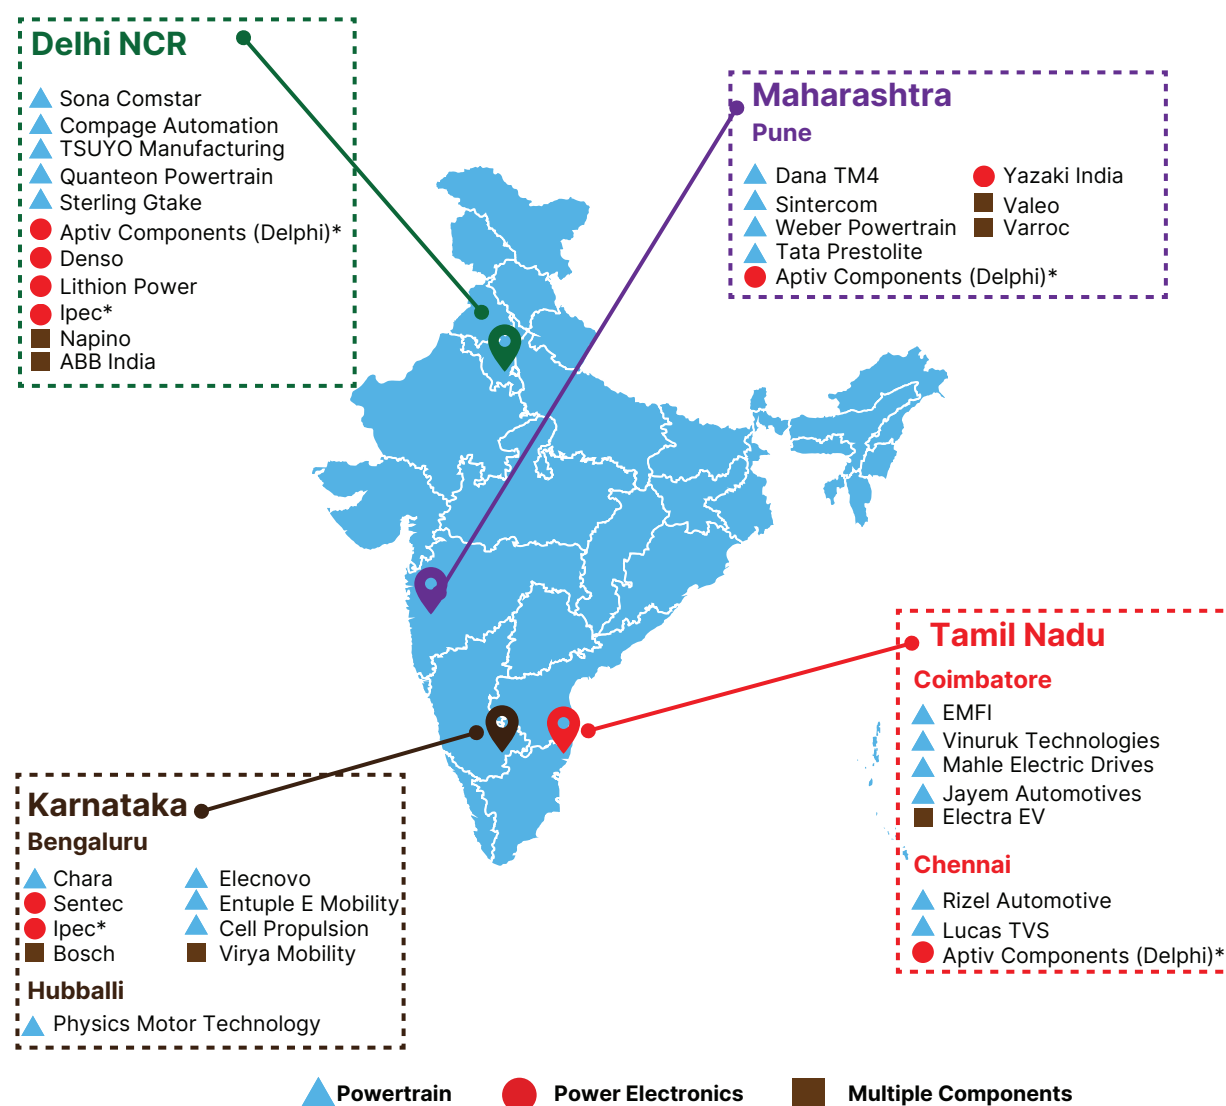 Delhi NCR
Sona Comstar
Compage Automation
TSUYO Manufacturing
Quanteon Powertrain
Sterling Gtake
Aptiv Components (Delphi)*
Denso
Lithion Power
Ipec*
Napino
ABB India
Maharashtra
Pune
Dana TM4
Sintercom
Weber Powertrain
Tata Prestolite
Aptiv Components (Delphi)*
Yazaki India
Valeo
Varroc
Tamil Nadu
Coimbatore
EMFI
Vinuruk Technologies
Mahle Electric Drives
Jayem Automotives
Electra EV
Chennai
Rizel Automotive
Lucas TVS
Aptiv Components (Delphi)*
Karnataka
Bengaluru
Chara
Sentec
Ipec*
Bosch
Elecnovo
Entuple E Mobility
Cell Propulsion
Virya Mobility
Hubballi
Physics Motor Technology
Powertrain
Power Electronics
Multiple Components